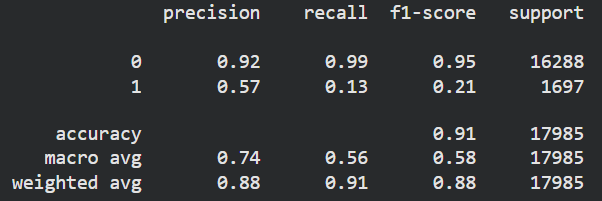 precision recall f1-score support
0 0.92 0.99 0.95 16288
1 0.57 0.13 0.21 1697
accuracy 0.91 17985
macro avg 0.74 0.56 0.58 17985
weighted avg 0.88 0.91 0.88 17985